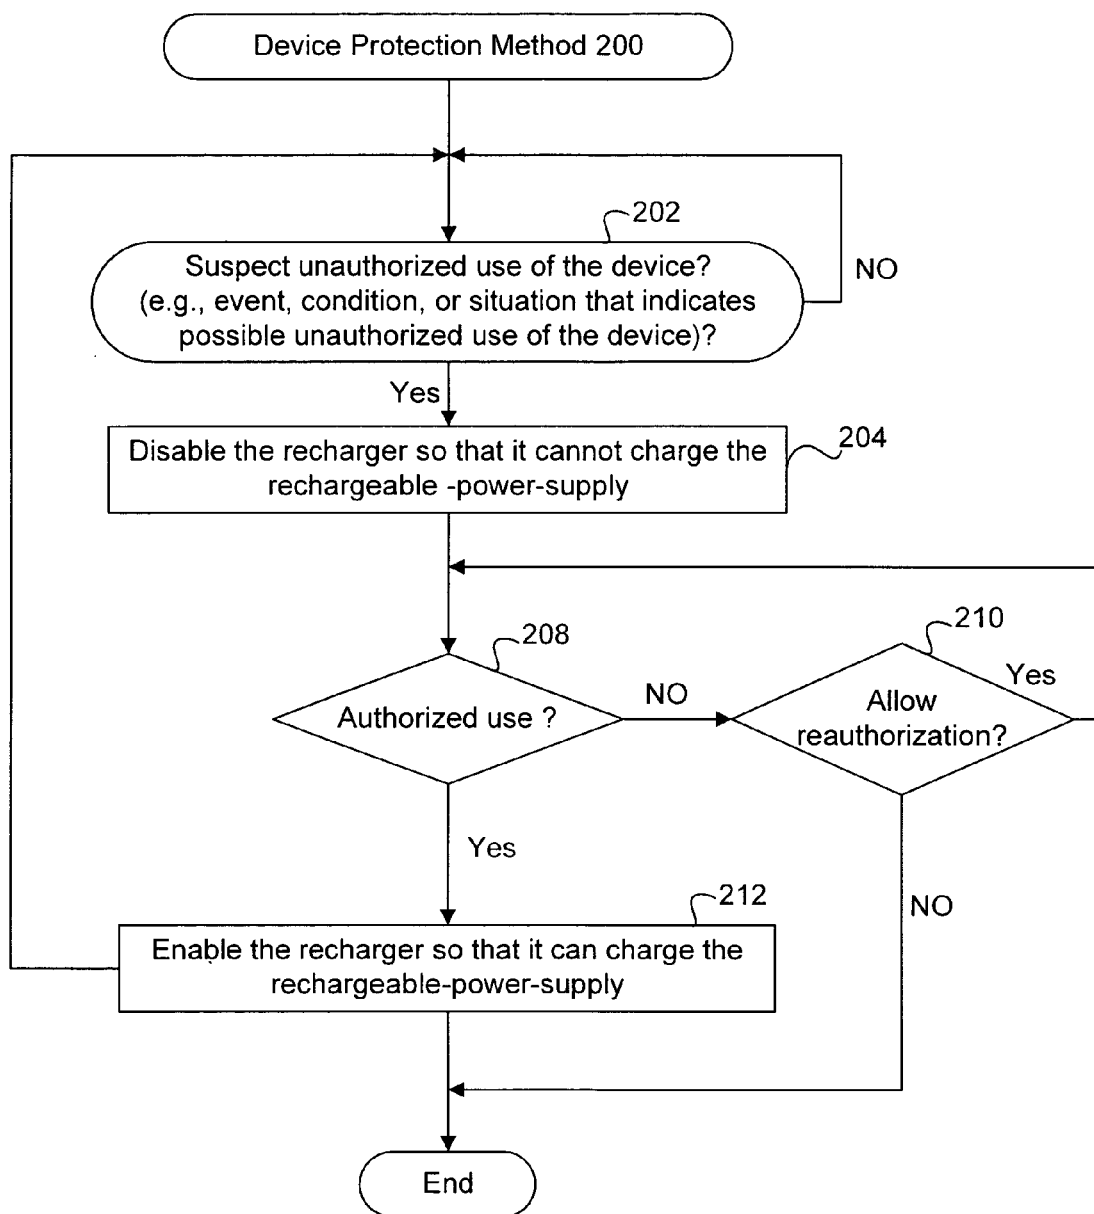 Device Protection Method 200
202
Suspect unauthorized use of the device?
(e.g., event, condition, or situation that indicates
possible unauthorized use of the device)?
NO
Yes
Disable the recharger so that it cannot charge the
rechargeable -power-supply
204
208
210
Authorized use ?
NO
Allow
reauthorization?
Yes
Yes
NO
212
Enable the recharger so that it can charge the
rechargeable-power-supply
End